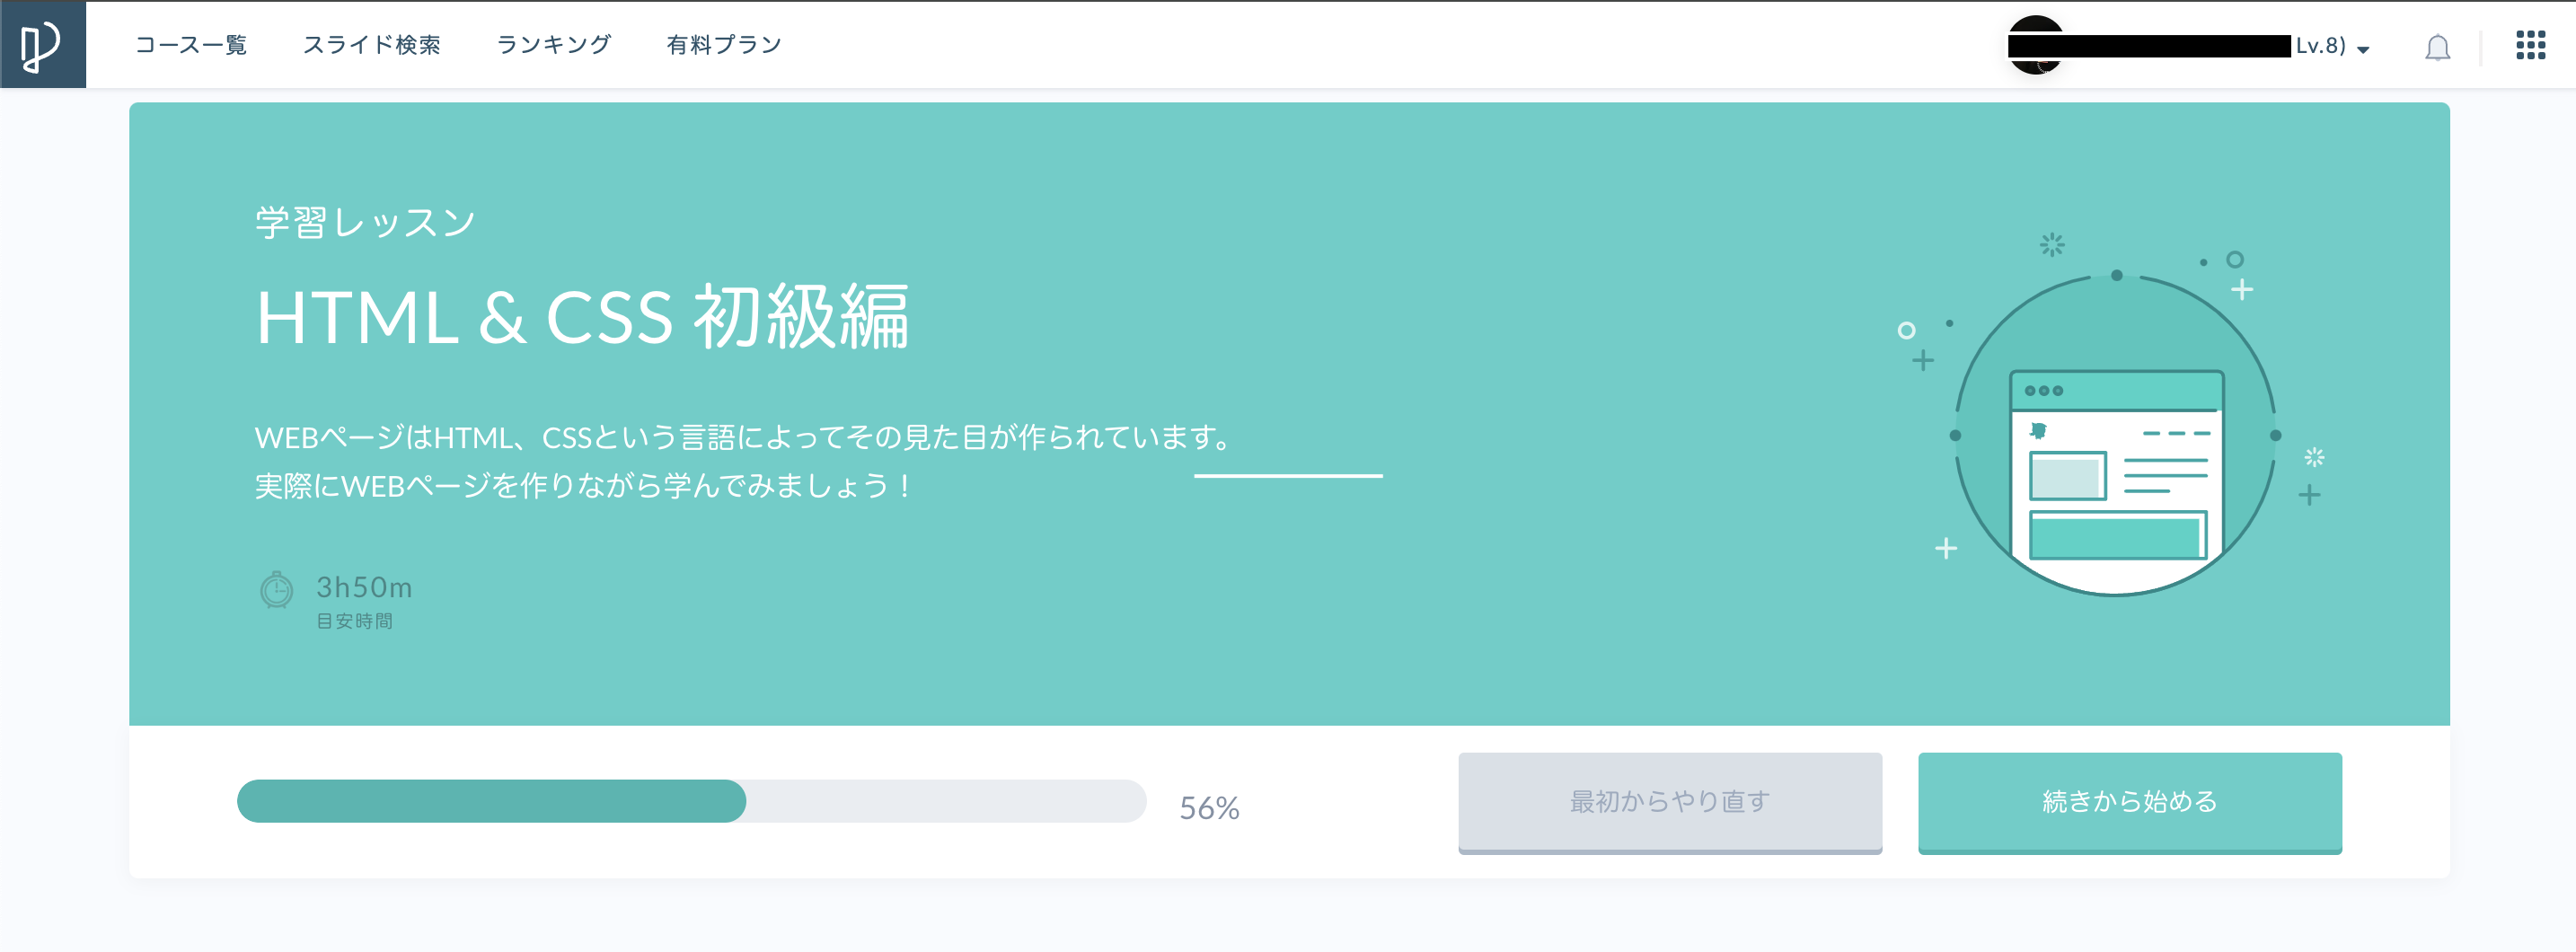 コース一覧 スライド検索 ランキング 有料プラン Lv.8)
学習レッスン
HTML & CSS 初級編
WEBページはHTML、CSSという言語によってその見た目が作られています。
実際にWEBページを作りながら学んでみましょう！
3h50m
目安時間
56% 最初からやり直す 続きから始める